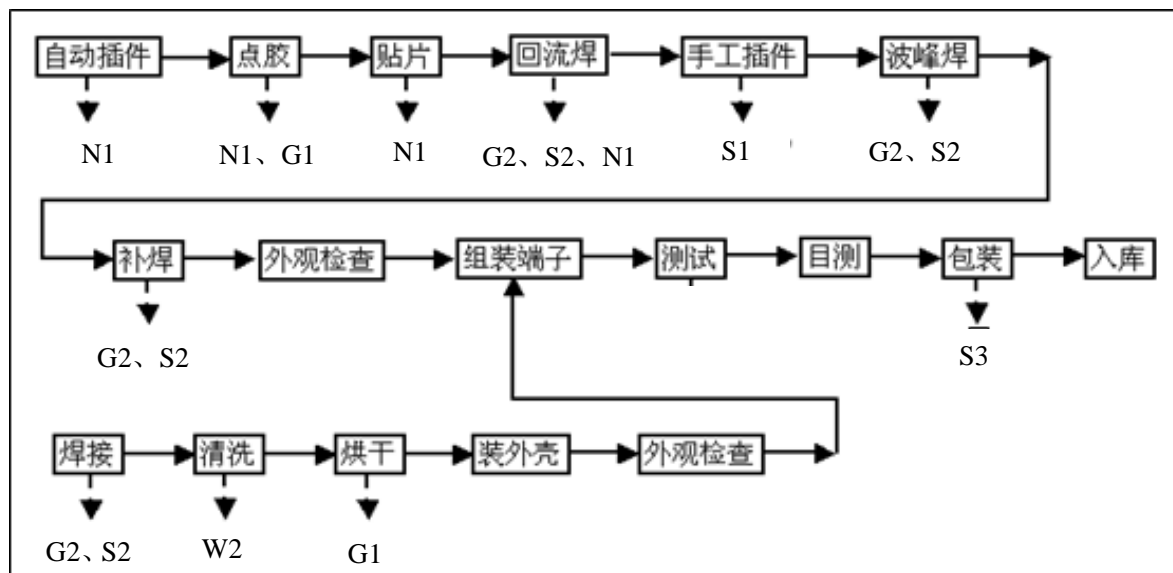 自动插件 点胶 贴片 回流焊 手工插件 波峰焊
N1 N1、G1 N1 G2、S2、N1 S1 G2、S2
补焊 外观检查 组装端子 测试 目测 包装 入库
G2、S2 S3
焊接 清洗 烘干 装外壳 外观检查
G2、S2 W2 G1